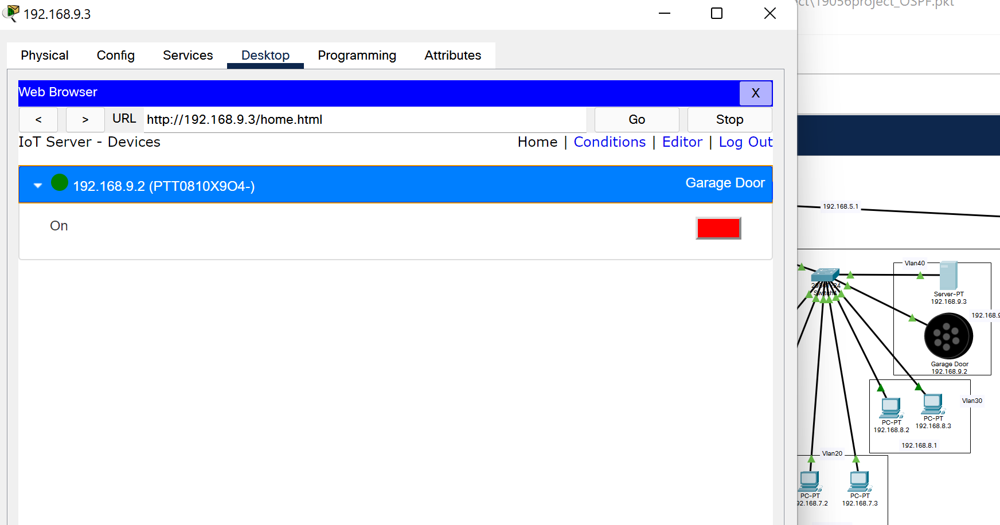 192.168.9.3
ct\19056project_OSPF.pkt
Physical Config Services Desktop Programming Attributes
Web Browser X
< > URL http://192.168.9.3/home.html Go Stop
IoT Server - Devices Home | Conditions | Editor | Log Out
192.168.9.2 (PTT0810X9O4-) Garage Door
On
192.168.5.1
Vlan40
Switch4
Server-PT
192.168.9.3
192.168.9
Garage Door
192.168.9.2
Vlan30
PC-PT
192.168.8.2
PC-PT
192.168.8.3
192.168.8.1
Vlan20
PC-PT
92.168.7.2
PC-PT
192.168.7.3